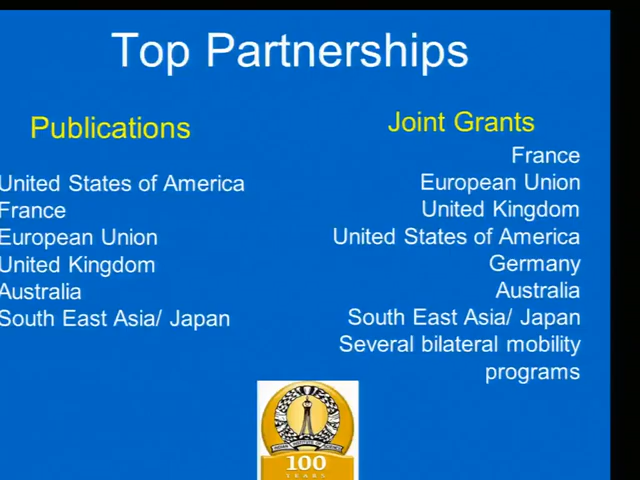 Top Partnerships
Publications
United States of America
France
European Union
United Kingdom
Australia
South East Asia/ Japan
Joint Grants
France
European Union
United Kingdom
United States of America
Germany
Australia
South East Asia/ Japan
Several bilateral mobility
programs
100
YEARS